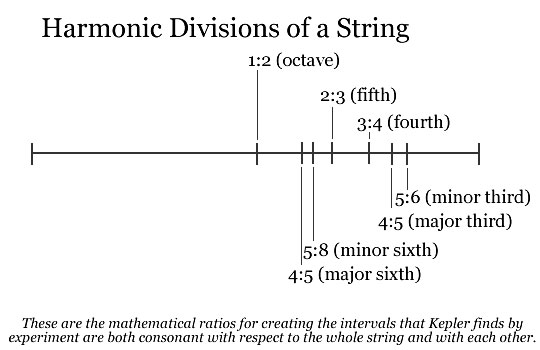 Harmonic Divisions of a String
1:2 (octave)
2:3 (fifth)
3:4 (fourth)
5:6 (minor third)
4:5 (major third)
5:8 (minor sixth)
4:5 (major sixth)
These are the mathematical ratios for creating the intervals that Kepler finds by
experiment are both consonant with respect to the whole string and with each other.